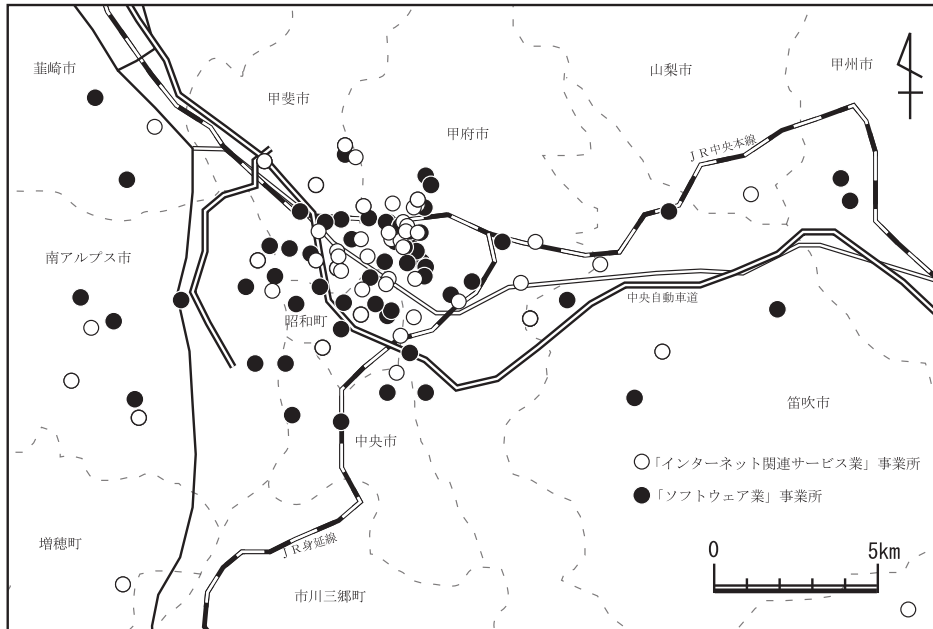 韮崎市
甲斐市
甲府市
山梨市
甲州市
JR中央本線
南アルプス市
中央自動車道
昭和町
笛吹市
中央市
○「インターネット関連サービス業」事業所
●「ソフトウェア業」事業所
増穂町
JR身延線
市川三郷町
0 5km